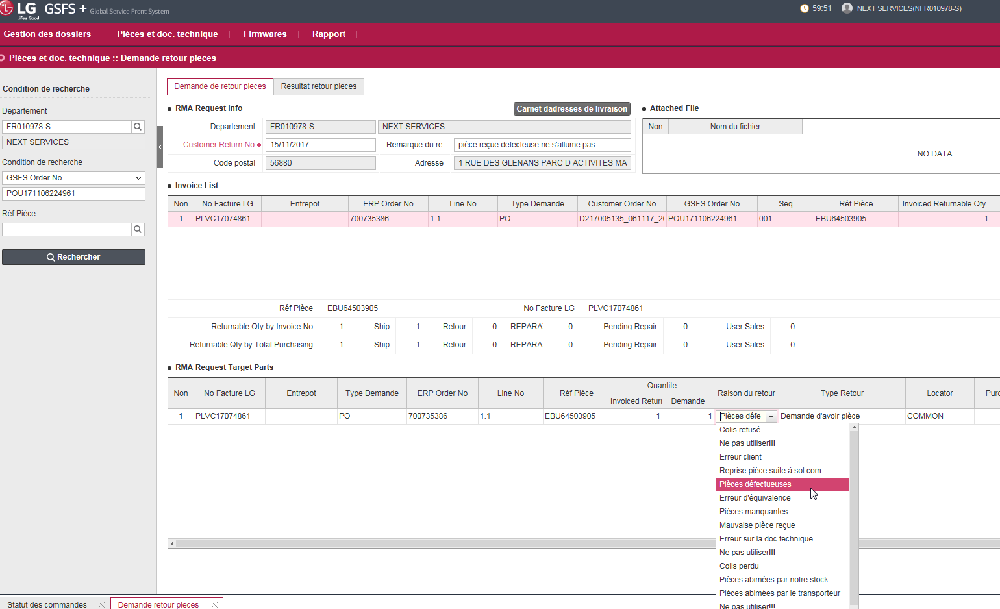 LG GSFS + Global Service Front System
Life's Good
59:51 NEXT SERVICES(NFR010978-S)
Gestion des dossiers Pièces et doc. technique Firmwares Rapport
Pièces et doc. technique :: Demande retour pieces
Condition de recherche
Departement
FR010978-S
NEXT SERVICES
Condition de recherche
GSFS Order No
POU171106224961
Réf Pièce
Rechercher
Demande de retour pieces Resultat retour pieces
RMA Request Info Carnet dadresses de livraison Attached File
Departement FR010978-S NEXT SERVICES Non Nom du fichier
Customer Return No * 15/11/2017 Remarque du re pièce reçue defecteuse ne s'allume pas
NO DATA
Code postal 56880 Adresse 1 RUE DES GLENANS PARC D ACTIVITES MA
Invoice List
Non No Facture LG Entrepot ERP Order No Line No Type Demande Customer Order No GSFS Order No Seq Réf Pièce Invoiced Returnable Qty
1 PLVC17074861 700735386 1.1 PO D217005135_061117_20 POU171106224961 001 EBU64503905 1
Réf Pièce EBU64503905 No Facture LG PLVC17074861
Returnable Qty by Invoice No 1 Ship 1 Retour 0 REPARA 0 Pending Repair 0 User Sales 0
Returnable Qty by Total Purchasing 1 Ship 1 Retour 0 REPARA 0 Pending Repair 0 User Sales 0
RMA Request Target Parts
Non No Facture LG Entrepot Type Demande ERP Order No Line No Réf Pièce Quantite Raison du retour Type Retour Locator Purc
Invoiced Return Demande
1 PLVC17074861 PO 700735386 1.1 EBU64503905 1 1 Pièces défe Demande d'avoir pièce COMMON
Colis refusé
Ne pas utiliser!!!
Erreur client
Reprise pièce suite à sol com
Pièces défectueuses
Erreur d'équivalence
Pièces manquantes
Mauvaise pièce reçue
Erreur sur la doc technique
Ne pas utiliser!!!
Colis perdu
Pièces abimées par notre stock
Pièces abimées par le transporteur
Ne pas utiliser!!!
Statut des commandes Demande retour pieces